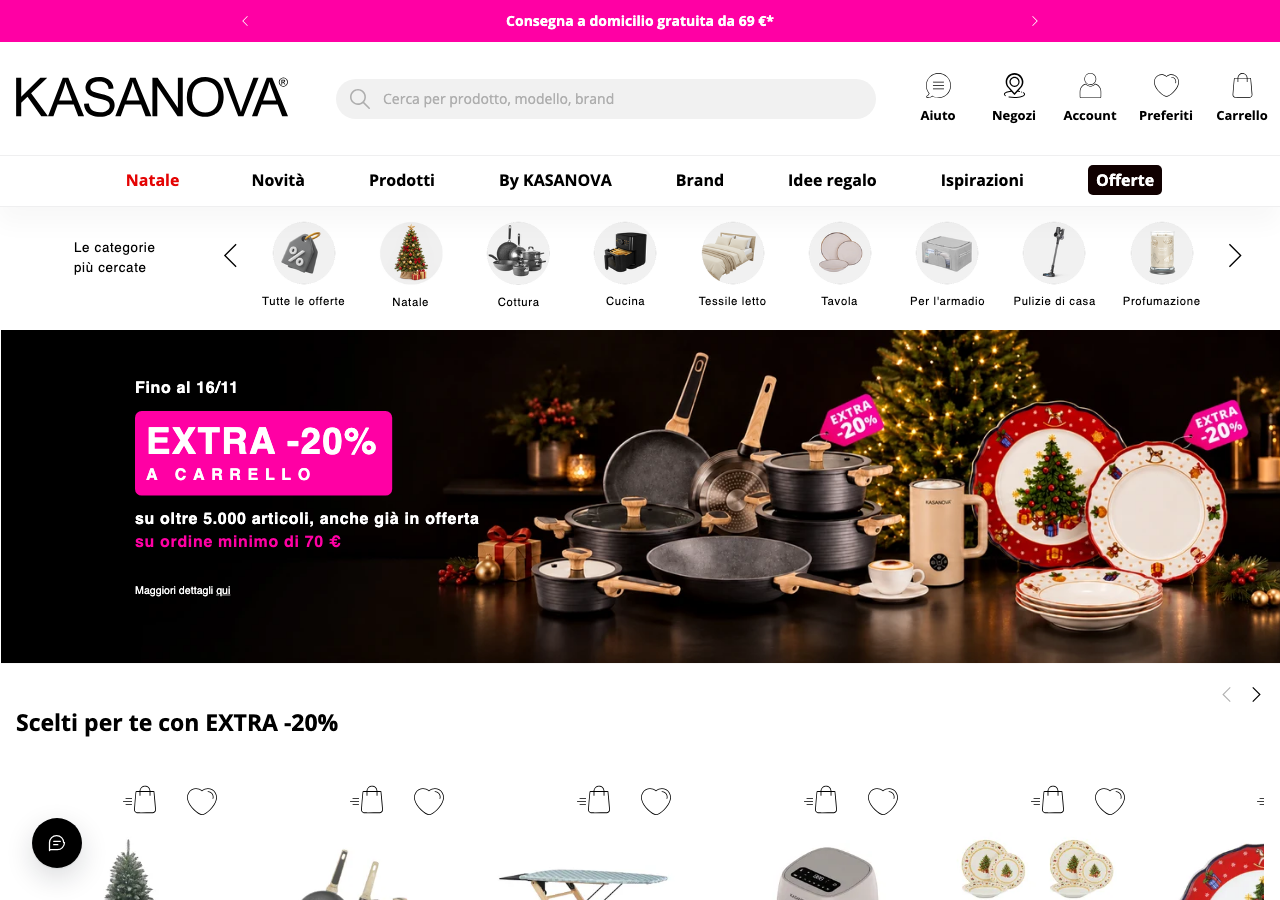 Consegna a domicilio gratuita da 69 €*
KASANOVA®
Cerca per prodotto, modello, brand
Aiuto
Negozi
Account
Preferiti
Carrello
Natale
Novità
Prodotti
By KASANOVA
Brand
Idee regalo
Ispirazioni
Offerte
Le categorie
più cercate
Tutte le offerte
Natale
Cottura
Cucina
Tessile letto
Tavola
Per l'armadio
Pulizie di casa
Profumazione
Fino al 16/11
EXTRA -20%
A CARRELLO
su oltre 5.000 articoli, anche già in offerta
su ordine minimo di 70 €
Maggiori dettagli qui
EXTRA
-20%
EXTRA
-20%
KASANOVA
Scelti per te con EXTRA -20%